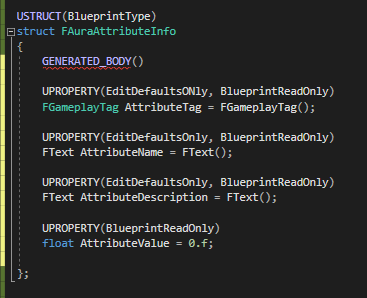 USTRUCT(BlueprintType)
struct FAuraAttributeInfo
{
GENERATED_BODY()
UPROPERTY(EditDefaultsONly, BlueprintReadOnly)
FGameplayTag AttributeTag = FGameplayTag();
UPROPERTY(EditDefaultsOnly, BlueprintReadOnly)
FText AttributeName = FText();
UPROPERTY(EditDefaultsOnly, BlueprintReadOnly)
FText AttributeDescription = FText();
UPROPERTY(BlueprintReadOnly)
float AttributeValue = 0.f;
};